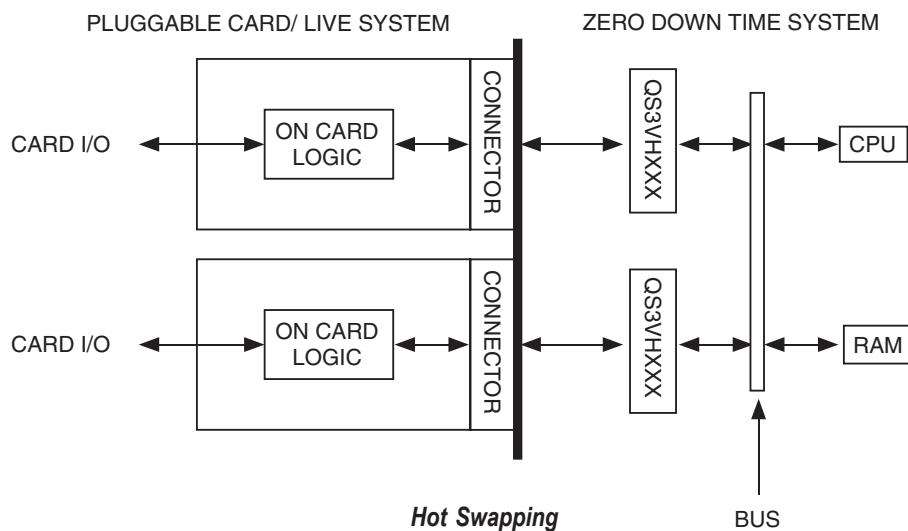 PLUGGABLE CARD/ LIVE SYSTEM
ZERO DOWN TIME SYSTEM
CARD I/O
ON CARD
LOGIC
CONNECTOR
QS3VHXXX
CPU
CARD I/O
ON CARD
LOGIC
CONNECTOR
QS3VHXXX
RAM
Hot Swapping
BUS